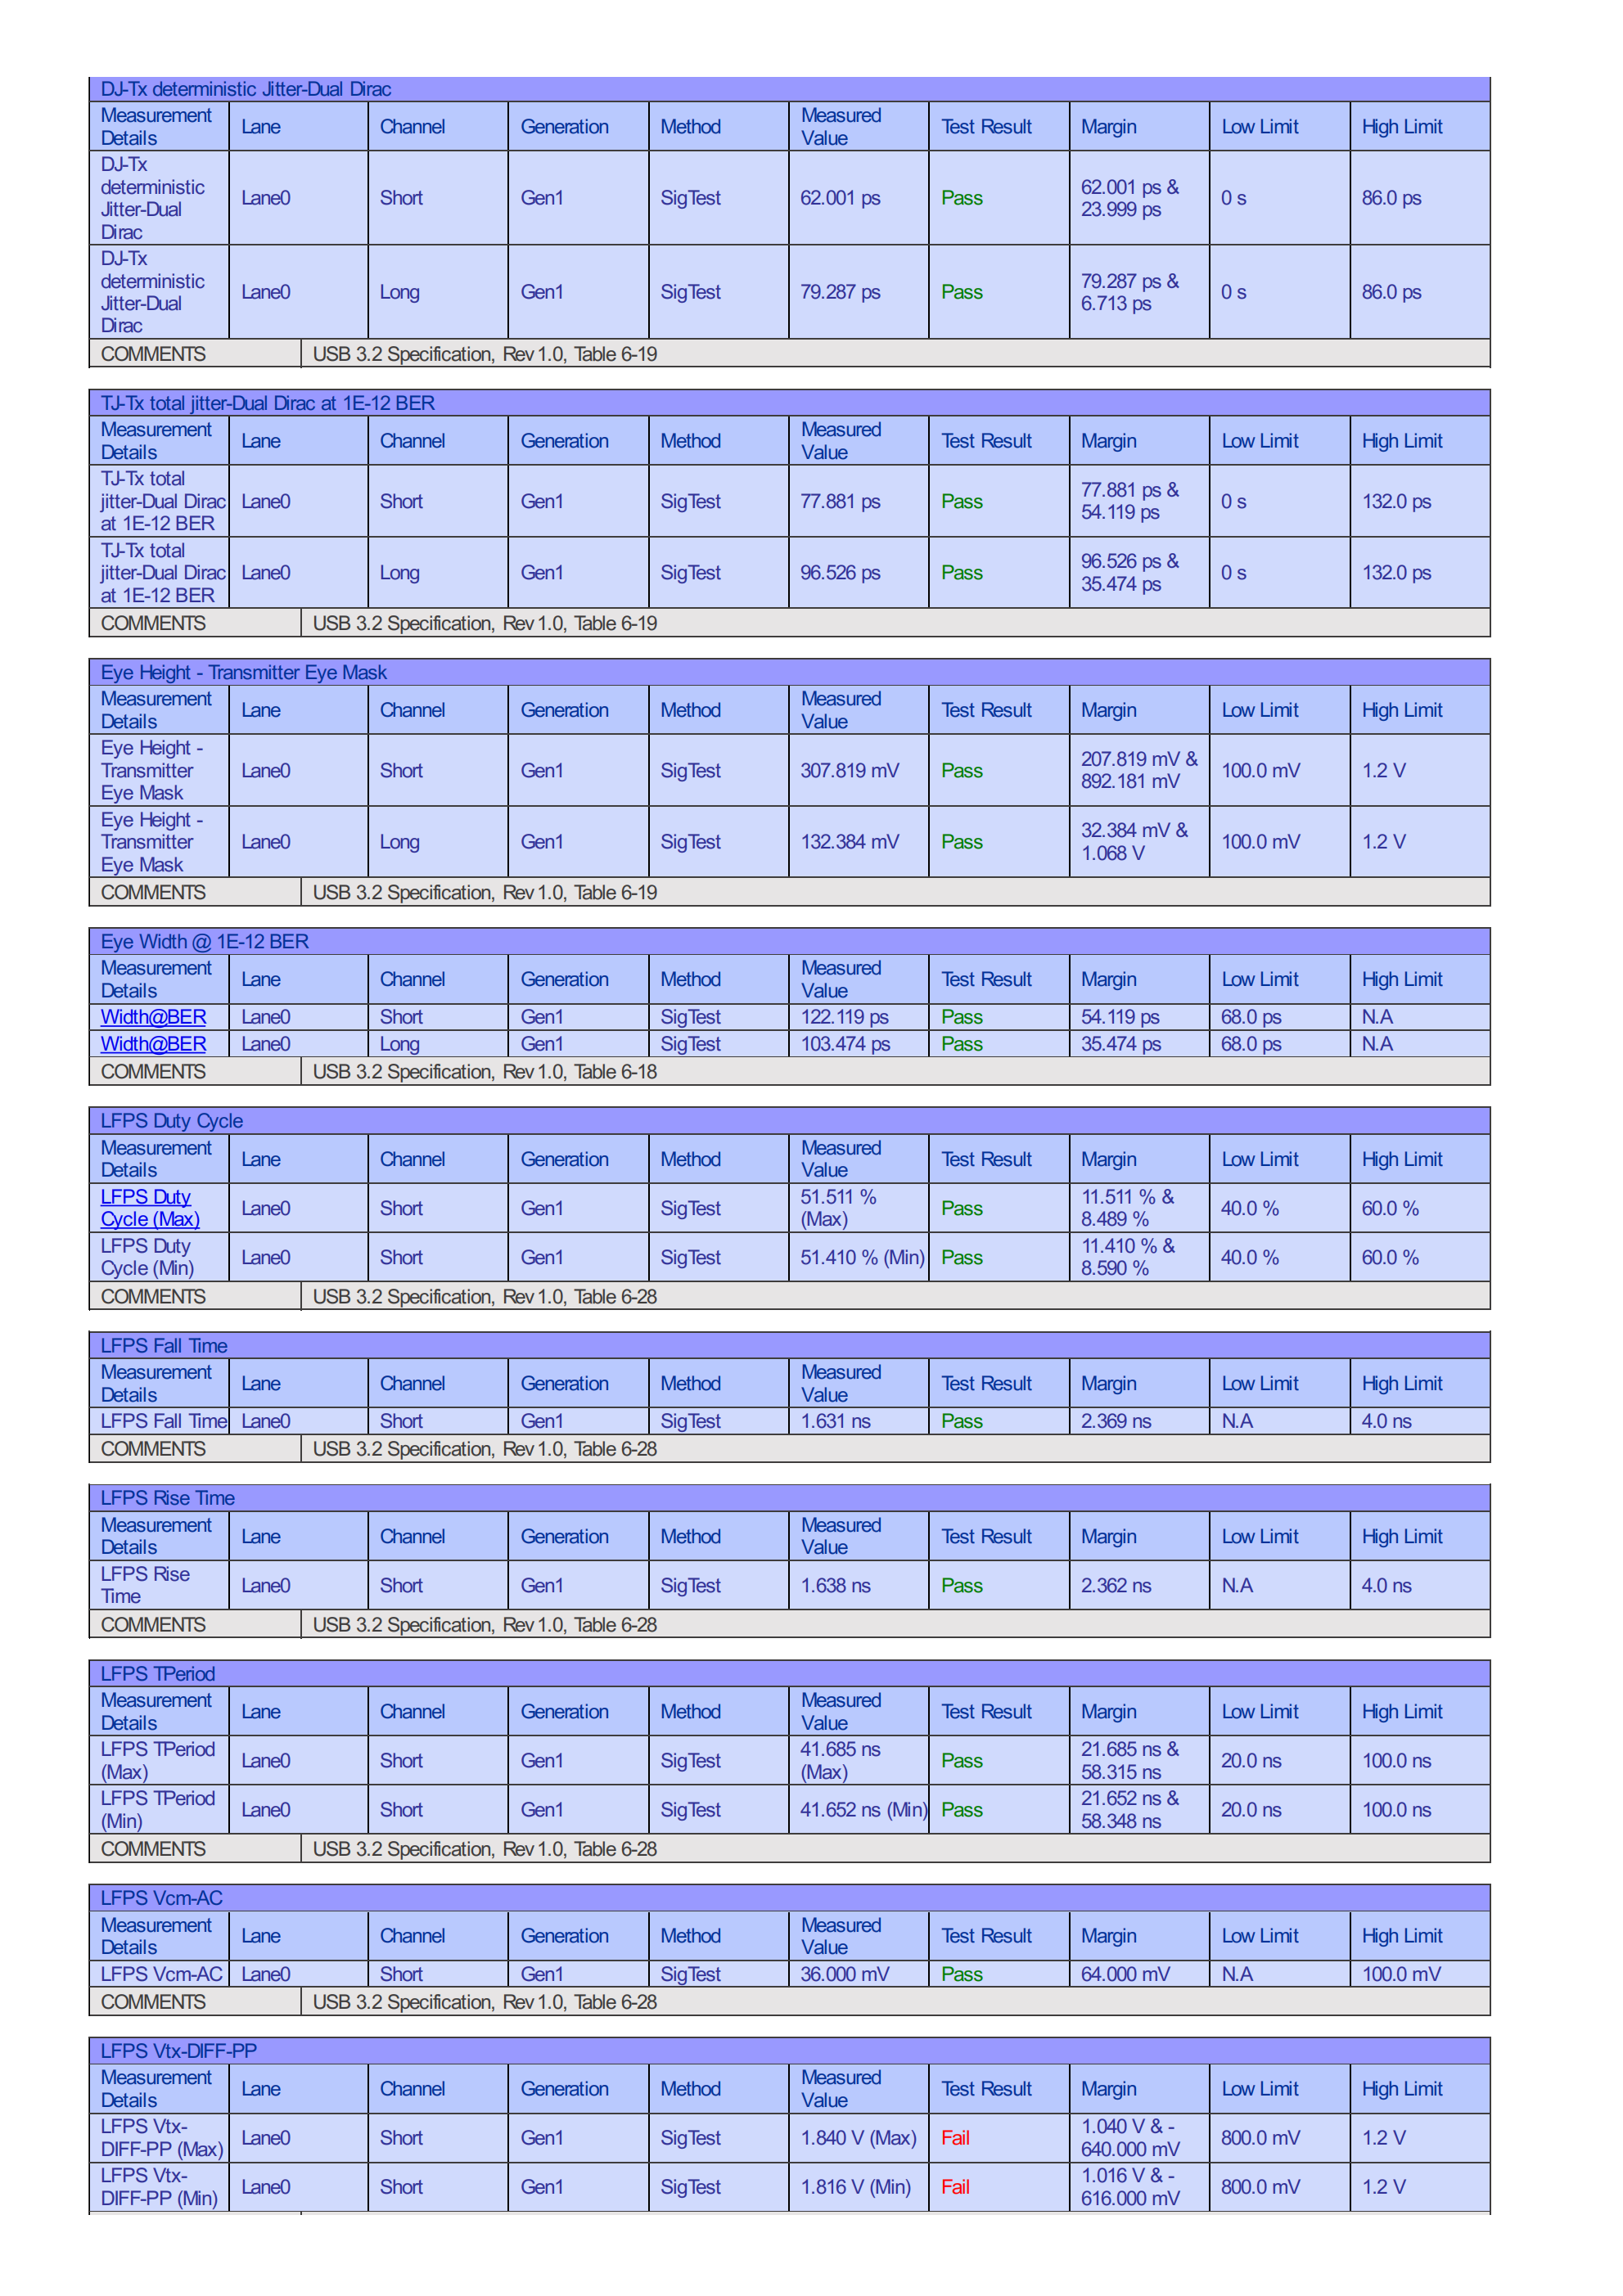 DJ-Tx deterministic Jitter-Dual Dirac
Measurement Details Lane Channel Generation Method Measured Value Test Result Margin Low Limit High Limit
DJ-Tx deterministic Jitter-Dual Dirac Lane0 Short Gen1 SigTest 62.001 ps Pass 62.001 ps & 23.999 ps 0 s 86.0 ps
DJ-Tx deterministic Jitter-Dual Dirac Lane0 Long Gen1 SigTest 79.287 ps Pass 79.287 ps & 6.713 ps 0 s 86.0 ps
COMMENTS USB 3.2 Specification, Rev 1.0, Table 6-19
TJ-Tx total jitter-Dual Dirac at 1E-12 BER
Measurement Details Lane Channel Generation Method Measured Value Test Result Margin Low Limit High Limit
TJ-Tx total jitter-Dual Dirac at 1E-12 BER Lane0 Short Gen1 SigTest 77.881 ps Pass 77.881 ps & 54.119 ps 0 s 132.0 ps
TJ-Tx total jitter-Dual Dirac at 1E-12 BER Lane0 Long Gen1 SigTest 96.526 ps Pass 96.526 ps & 35.474 ps 0 s 132.0 ps
COMMENTS USB 3.2 Specification, Rev 1.0, Table 6-19
Eye Height - Transmitter Eye Mask
Measurement Details Lane Channel Generation Method Measured Value Test Result Margin Low Limit High Limit
Eye Height - Transmitter Eye Mask Lane0 Short Gen1 SigTest 307.819 mV Pass 207.819 mV & 892.181 mV 100.0 mV 1.2 V
Eye Height - Transmitter Eye Mask Lane0 Long Gen1 SigTest 132.384 mV Pass 32.384 mV & 1.068 V 100.0 mV 1.2 V
COMMENTS USB 3.2 Specification, Rev 1.0, Table 6-19
Eye Width @ 1E-12 BER
Measurement Details Lane Channel Generation Method Measured Value Test Result Margin Low Limit High Limit
Width@BER Lane0 Short Gen1 SigTest 122.119 ps Pass 54.119 ps 68.0 ps N.A
Width@BER Lane0 Long Gen1 SigTest 103.474 ps Pass 35.474 ps 68.0 ps N.A
COMMENTS USB 3.2 Specification, Rev 1.0, Table 6-18
LFPS Duty Cycle
Measurement Details Lane Channel Generation Method Measured Value Test Result Margin Low Limit High Limit
LFPS Duty Cycle (Max) Lane0 Short Gen1 SigTest 51.511 % (Max) Pass 11.511 % & 8.489 % 40.0 % 60.0 %
LFPS Duty Cycle (Min) Lane0 Short Gen1 SigTest 51.410 % (Min) Pass 11.410 % & 8.590 % 40.0 % 60.0 %
COMMENTS USB 3.2 Specification, Rev 1.0, Table 6-28
LFPS Fall Time
Measurement Details Lane Channel Generation Method Measured Value Test Result Margin Low Limit High Limit
LFPS Fall Time Lane0 Short Gen1 SigTest 1.631 ns Pass 2.369 ns N.A 4.0 ns
COMMENTS USB 3.2 Specification, Rev 1.0, Table 6-28
LFPS Rise Time
Measurement Details Lane Channel Generation Method Measured Value Test Result Margin Low Limit High Limit
LFPS Rise Time Lane0 Short Gen1 SigTest 1.638 ns Pass 2.362 ns N.A 4.0 ns
COMMENTS USB 3.2 Specification, Rev 1.0, Table 6-28
LFPS TPeriod
Measurement Details Lane Channel Generation Method Measured Value Test Result Margin Low Limit High Limit
LFPS TPeriod (Max) Lane0 Short Gen1 SigTest 41.685 ns (Max) Pass 21.685 ns & 58.315 ns 20.0 ns 100.0 ns
LFPS TPeriod (Min) Lane0 Short Gen1 SigTest 41.652 ns (Min) Pass 21.652 ns & 58.348 ns 20.0 ns 100.0 ns
COMMENTS USB 3.2 Specification, Rev 1.0, Table 6-28
LFPS Vcm-AC
Measurement Details Lane Channel Generation Method Measured Value Test Result Margin Low Limit High Limit
LFPS Vcm-AC Lane0 Short Gen1 SigTest 36.000 mV Pass 64.000 mV N.A 100.0 mV
COMMENTS USB 3.2 Specification, Rev 1.0, Table 6-28
LFPS Vtx-DIFF-PP
Measurement Details Lane Channel Generation Method Measured Value Test Result Margin Low Limit High Limit
LFPS Vtx-DIFF-PP (Max) Lane0 Short Gen1 SigTest 1.840 V (Max) Fail 1.040 V & -640.000 mV 800.0 mV 1.2 V
LFPS Vtx-DIFF-PP (Min) Lane0 Short Gen1 SigTest 1.816 V (Min) Fail 1.016 V & -616.000 mV 800.0 mV 1.2 V